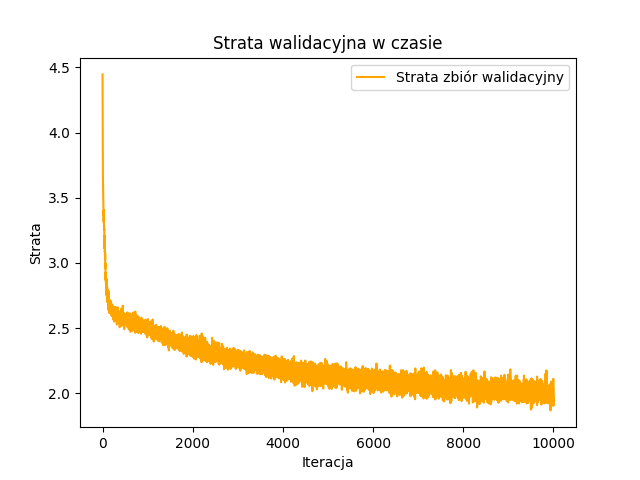 Strata walidacyjna w czasie
Strata zbiór walidacyjny
4.5
4.0
3.5
3.0
2.5
2.0
Strata
0 2000 4000 6000 8000 10000
Iteracja